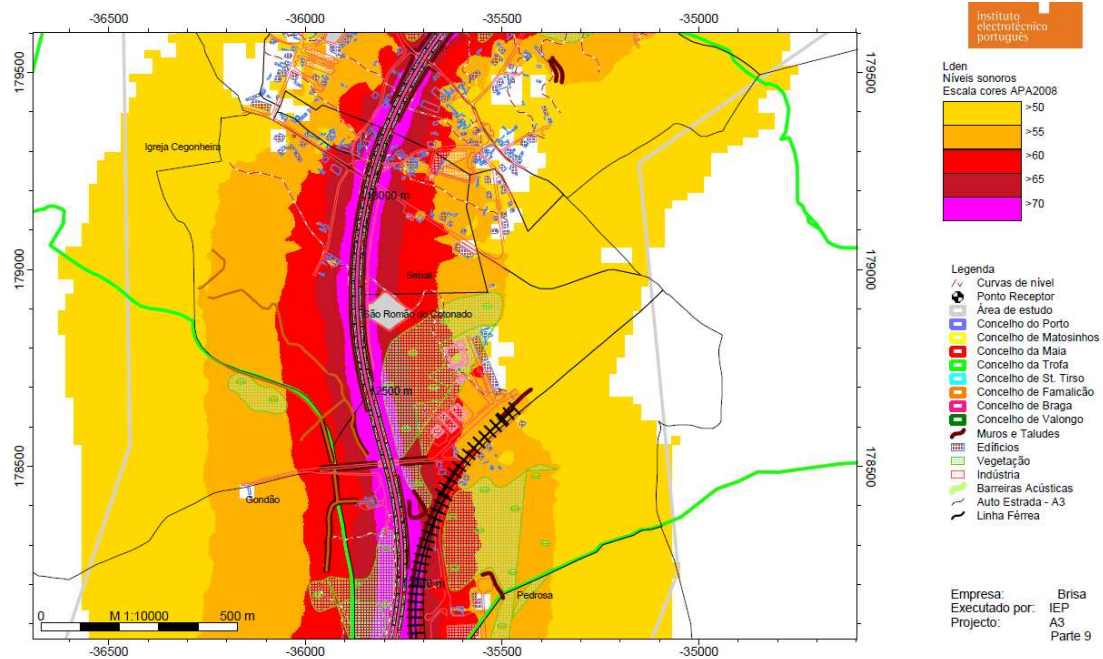 -36500 -36000 -35500 -35000
instituto
electrotécnico
português
179500 179500
Lden
Níveis sonoros
Escala cores APA2008
>50
>55
>60
>65
>70
Igreja Cegonheira
179000 179000
Seixal
São Romão do Coronado
2500 m
178500 178500
Gondão
Pedrosa
0 M 1:10000 500 m
-36500 -36000 -35500 -35000
Legenda
Curvas de nível
Ponto Receptor
Área de estudo
Concelho do Porto
Concelho de Matosinhos
Concelho da Maia
Concelho da Trofa
Concelho de St. Tirso
Concelho de Famalicão
Concelho de Braga
Concelho de Valongo
Muros e Taludes
Edifícios
Vegetação
Indústria
Barreiras Acústicas
Auto Estrada - A3
Linha Férrea
Empresa: Brisa
Executado por: IEP
Projecto: A3
Parte 9